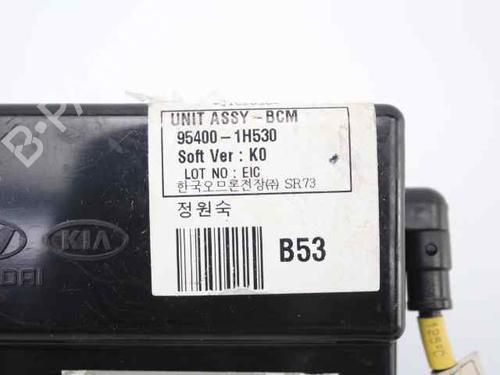 UNIT ASSY-BCM
95400-1H530
Soft Ver : K0
LOT NO : EIC
한국오므론전장㈜ SR73
정원숙
B53
KIA
125°C